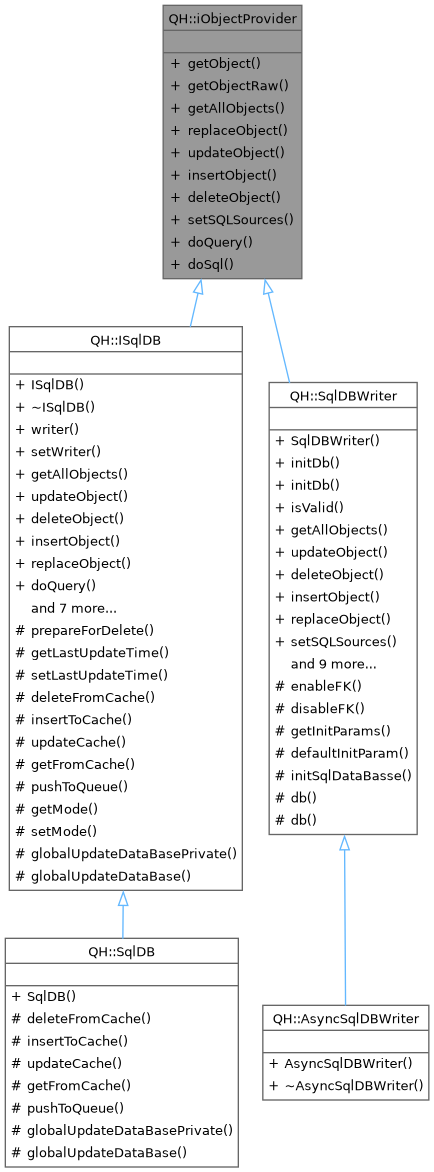 QH::iObjectProvider
+ getObject()
+ getObjectRaw()
+ getAllObjects()
+ replaceObject()
+ updateObject()
+ insertObject()
+ deleteObject()
+ setSQLSources()
+ doQuery()
+ doSql()
QH::ISqlDB
+ ISqlDB()
+ ~ISqlDB()
+ writer()
+ setWriter()
+ getAllObjects()
+ updateObject()
+ deleteObject()
+ insertObject()
+ replaceObject()
+ doQuery()
and 7 more...
# prepareForDelete()
# getLastUpdateTime()
# setLastUpdateTime()
# deleteFromCache()
# insertToCache()
# updateCache()
# getFromCache()
# pushToQueue()
# getMode()
# setMode()
# globalUpdateDataBasePrivate()
# globalUpdateDataBase()
QH::SqlDBWriter
+ SqlDBWriter()
+ initDb()
+ initDb()
+ isValid()
+ getAllObjects()
+ updateObject()
+ deleteObject()
+ insertObject()
+ replaceObject()
+ setSQLSources()
and 9 more...
# enableFK()
# disableFK()
# getInitParams()
# defaultInitParam()
# initSqlDataBasse()
# db()
# db()
QH::SqlDB
+ SqlDB()
# deleteFromCache()
# insertToCache()
# updateCache()
# getFromCache()
# pushToQueue()
# globalUpdateDataBasePrivate()
# globalUpdateDataBase()
QH::AsyncSqlDBWriter
+ AsyncSqlDBWriter()
+ ~AsyncSqlDBWriter()